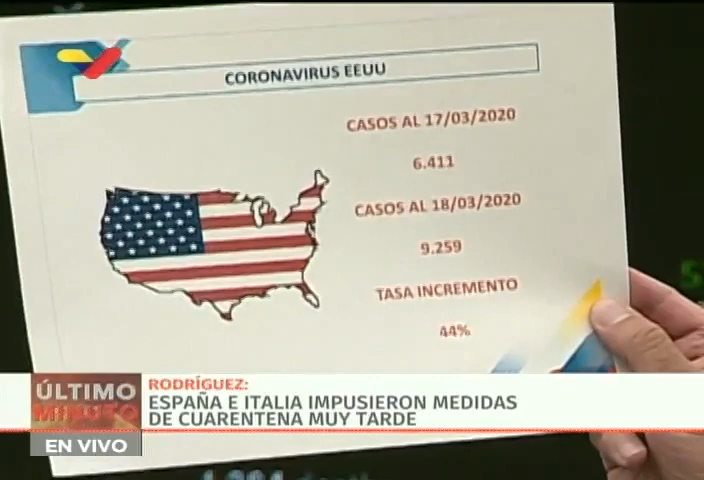 CORONAVIRUS EEUU
CASOS AL 17/03/2020
6.411
CASOS AL 18/03/2020
9.259
TASA INCREMENTO
44%
ÚLTIMO
MINUTO
EN VIVO
RODRÍGUEZ:
ESPAÑA E ITALIA IMPUSIERON MEDIDAS
DE CUARENTENA MUY TARDE